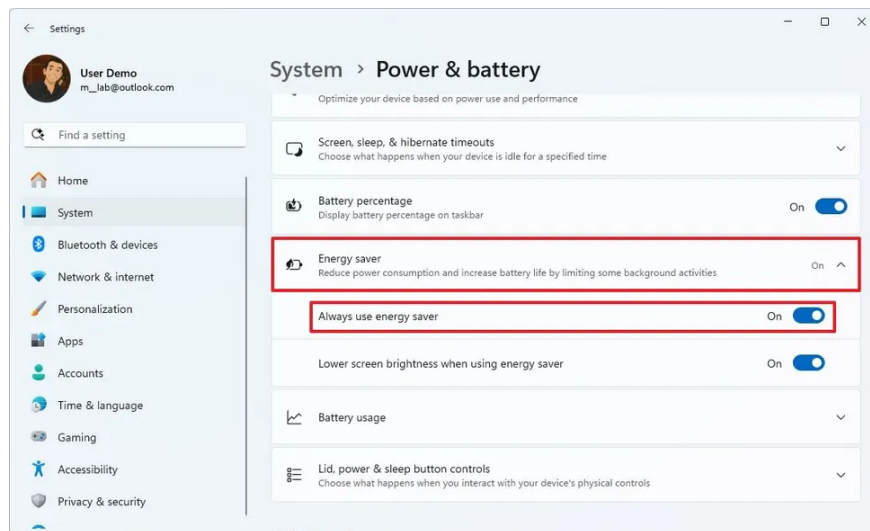 Settings
User Demo
m_lab@outlook.com
Find a setting
Home
System
Bluetooth & devices
Network & internet
Personalization
Apps
Accounts
Time & language
Gaming
Accessibility
Privacy & security
System > Power & battery
Optimize your device based on power use and performance
Screen, sleep, & hibernate timeouts
Choose what happens when your device is idle for a specified time
Battery percentage
Display battery percentage on taskbar
On
Energy saver
Reduce power consumption and increase battery life by limiting some background activities
On
Always use energy saver
On
Lower screen brightness when using energy saver
On
Battery usage
Lid, power & sleep button controls
Choose what happens when you interact with your device's physical controls